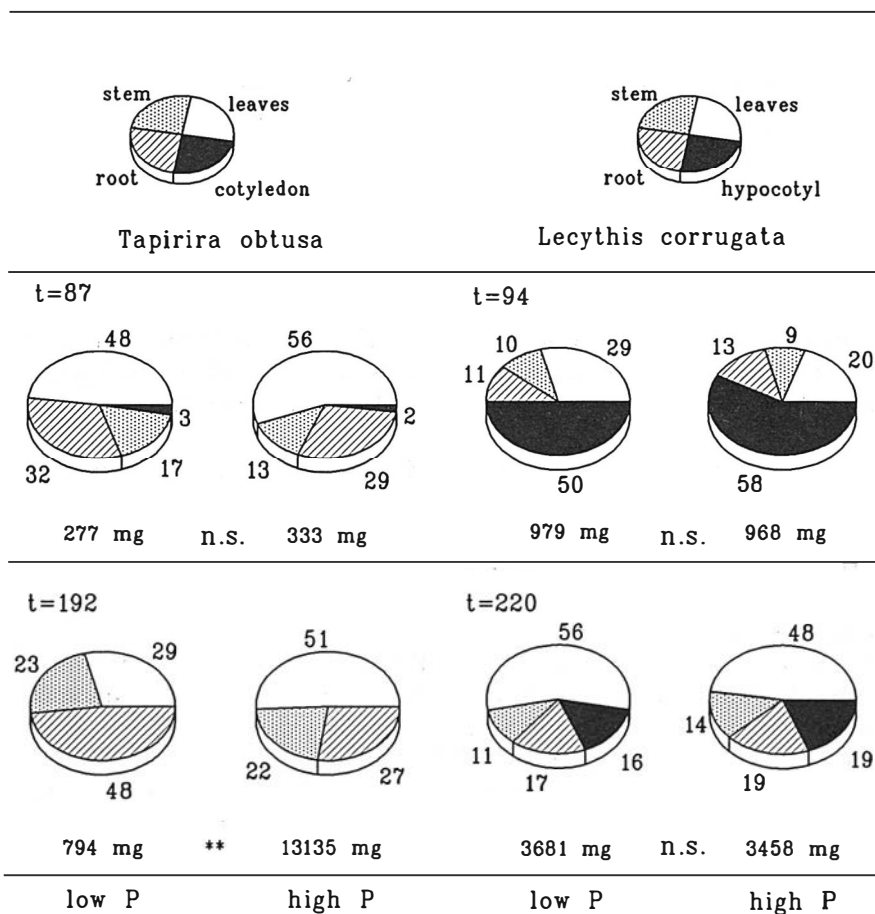 stem leaves stem leaves
root cotyledon root hypocotyl
Tapirira obtusa Lecythis corrugata
t=87 t=94
48 56 10 9 29
11 13 20
3 2
32 17 13 29 50 58
277 mg n.s. 333 mg 979 mg n.s. 968 mg
t=192 t=220
23 29 51 56 48
14
48 22 27 11 17 16 19 19
794 mg ** 13135 mg 3681 mg n.s. 3458 mg
low P high P low P high P